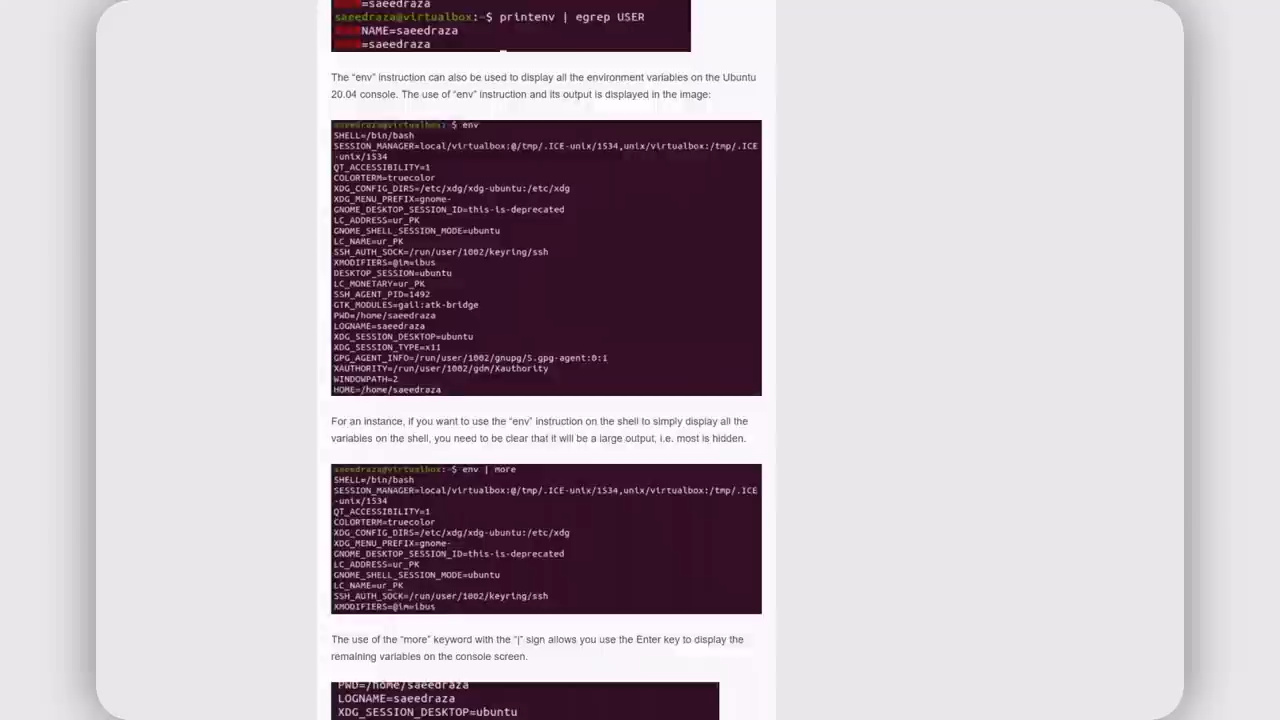 =saeedraza
saeedraza@virtualbox:~$ printenv | egrep USER
NAME=saeedraza
=saeedraza
The “env” instruction can also be used to display all the environment variables on the Ubuntu
20.04 console. The use of “env” instruction and its output is displayed in the image:
saeedraza@virtualbox:~$ env
SHELL=/bin/bash
SESSION_MANAGER=local/virtualbox:@/tmp/.ICE-unix/1534,unix/virtualbox:/tmp/.ICE
-unix/1534
QT_ACCESSIBILITY=1
COLORTERM=truecolor
XDG_CONFIG_DIRS=/etc/xdg/xdg-ubuntu:/etc/xdg
XDG_MENU_PREFIX=gnome-
GNOME_DESKTOP_SESSION_ID=this-is-deprecated
LC_ADDRESS=ur_PK
GNOME_SHELL_SESSION_MODE=ubuntu
LC_NAME=ur_PK
SSH_AUTH_SOCK=/run/user/1002/keyring/ssh
XMODIFIERS=@im=ibus
DESKTOP_SESSION=ubuntu
LC_MONETARY=ur_PK
SSH_AGENT_PID=1492
GTK_MODULES=gail:atk-bridge
PWD=/home/saeedraza
LOGNAME=saeedraza
XDG_SESSION_DESKTOP=ubuntu
XDG_SESSION_TYPE=x11
GPG_AGENT_INFO=/run/user/1002/gnupg/S.gpg-agent:0:1
XAUTHORITY=/run/user/1002/gdm/Xauthority
WINDOWPATH=2
HOME=/home/saeedraza
For an instance, if you want to use the “env” instruction on the shell to simply display all the
variables on the shell, you need to be clear that it will be a large output, i.e. most is hidden.
saeedraza@virtualbox:~$ env | more
SHELL=/bin/bash
SESSION_MANAGER=local/virtualbox:@/tmp/.ICE-unix/1534,unix/virtualbox:/tmp/.ICE
-unix/1534
QT_ACCESSIBILITY=1
COLORTERM=truecolor
XDG_CONFIG_DIRS=/etc/xdg/xdg-ubuntu:/etc/xdg
XDG_MENU_PREFIX=gnome-
GNOME_DESKTOP_SESSION_ID=this-is-deprecated
LC_ADDRESS=ur_PK
GNOME_SHELL_SESSION_MODE=ubuntu
LC_NAME=ur_PK
SSH_AUTH_SOCK=/run/user/1002/keyring/ssh
XMODIFIERS=@im=ibus
The use of the “more” keyword with the “|” sign allows you use the Enter key to display the
remaining variables on the console screen.
PWD=/home/saeedraza
LOGNAME=saeedraza
XDG_SESSION_DESKTOP=ubuntu